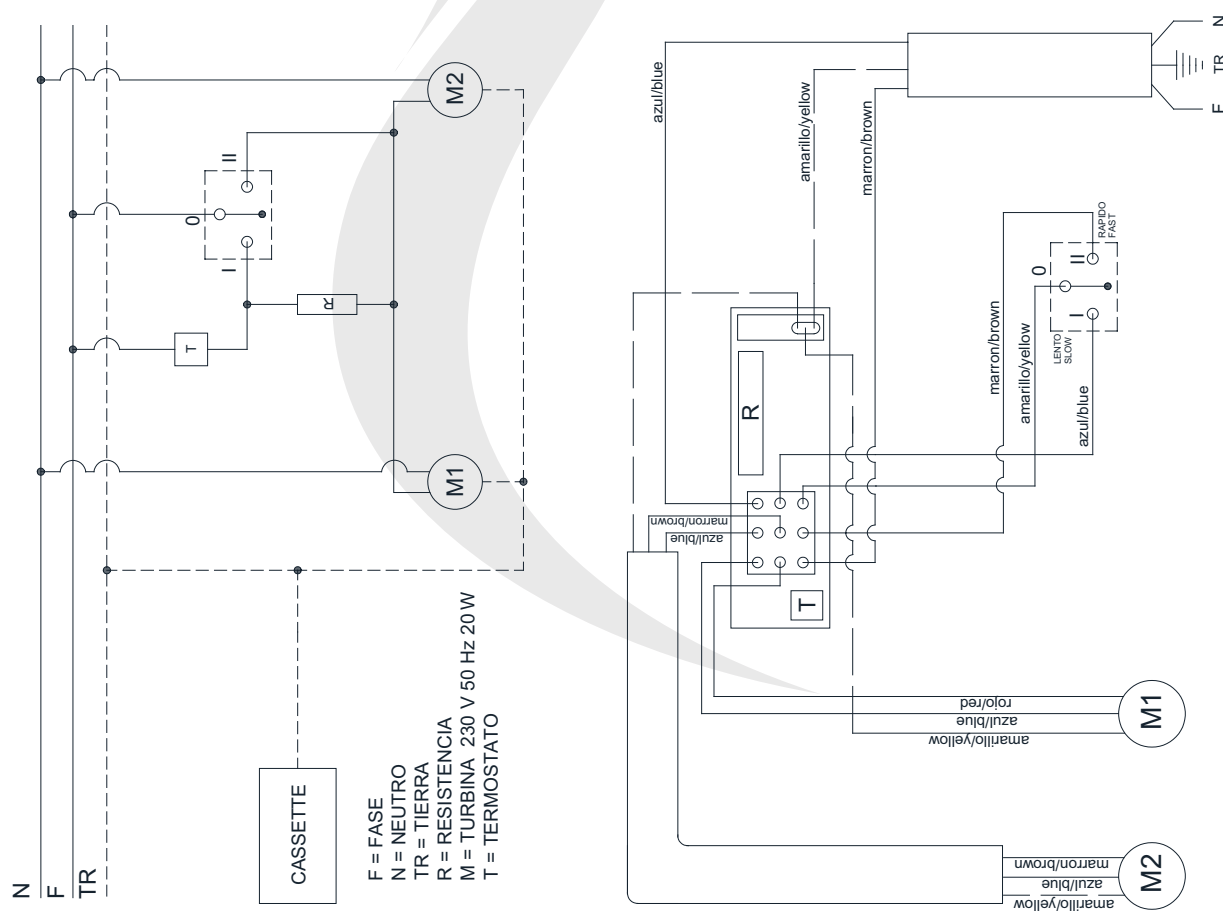 N
F
TR
M2
II
0
I
R
T
M1
CASSETTE
F = FASE
N = NEUTRO
TR = TIERRA
R = RESISTENCIA
M = TURBINA 230 V 50 Hz 20 W
T = TERMOSTATO
azul/blue
amarillo/yellow
marron/brown
N
TR
F
R
marron/brown
azul/blue
T
marron/brown
amarillo/yellow
azul/blue
0
I
II
RAPIDO
FAST
LENTO
SLOW
rojo/red
azul/blue
amarillo/yellow
M1
marron/brown
azul/blue
amarillo/yellow
M2